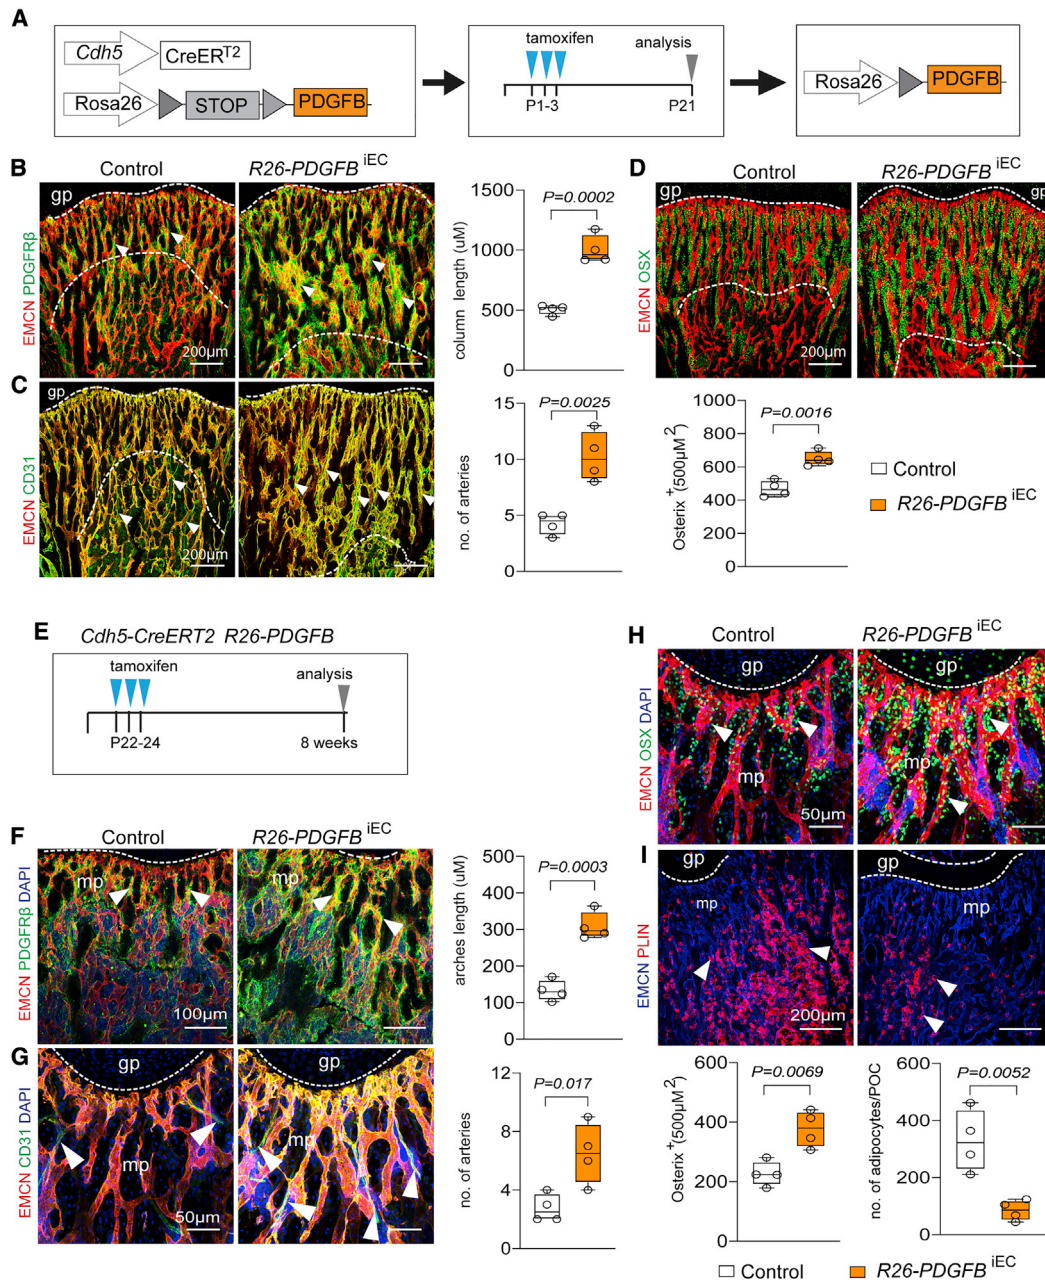 A
Cdh5
CreERT2
Rosa26
STOP
PDGFB
tamoxifen
analysis
P1-3
P21
Rosa26
PDGFB
B
Control
R26-PDGFB iEC
EMCN PDGFRβ
gp
200µm
column length (uM)
1500
1000
500
0
P=0.0002
C
EMCN CD31
gp
200µm
no. of arteries
15
10
5
0
P=0.0025
D
Control
R26-PDGFB iEC
EMCN OSX
gp
gp
200µm
Osterix + (500µM 2)
1000
800
600
400
200
0
P=0.0016
Control
R26-PDGFB iEC
E
Cdh5-CreERT2 R26-PDGFB
tamoxifen
analysis
P22-24
8 weeks
F
Control
R26-PDGFB iEC
EMCN PDGFRβ DAPI
mp
mp
100µm
arches length (uM)
500
400
300
200
100
0
P=0.0003
G
EMCN CD31 DAPI
gp
gp
mp
mp
50µm
no. of arteries
12
8
4
0
P=0.017
H
Control
R26-PDGFB iEC
EMCN OSX DAPI
gp
gp
mp
mp
50µm
I
EMCN PLIN
gp
gp
mp
mp
200µm
Osterix + (500µM 2)
600
400
200
0
P=0.0069
no. of adipocytes/POC
600
400
200
0
P=0.0052
Control
R26-PDGFB iEC